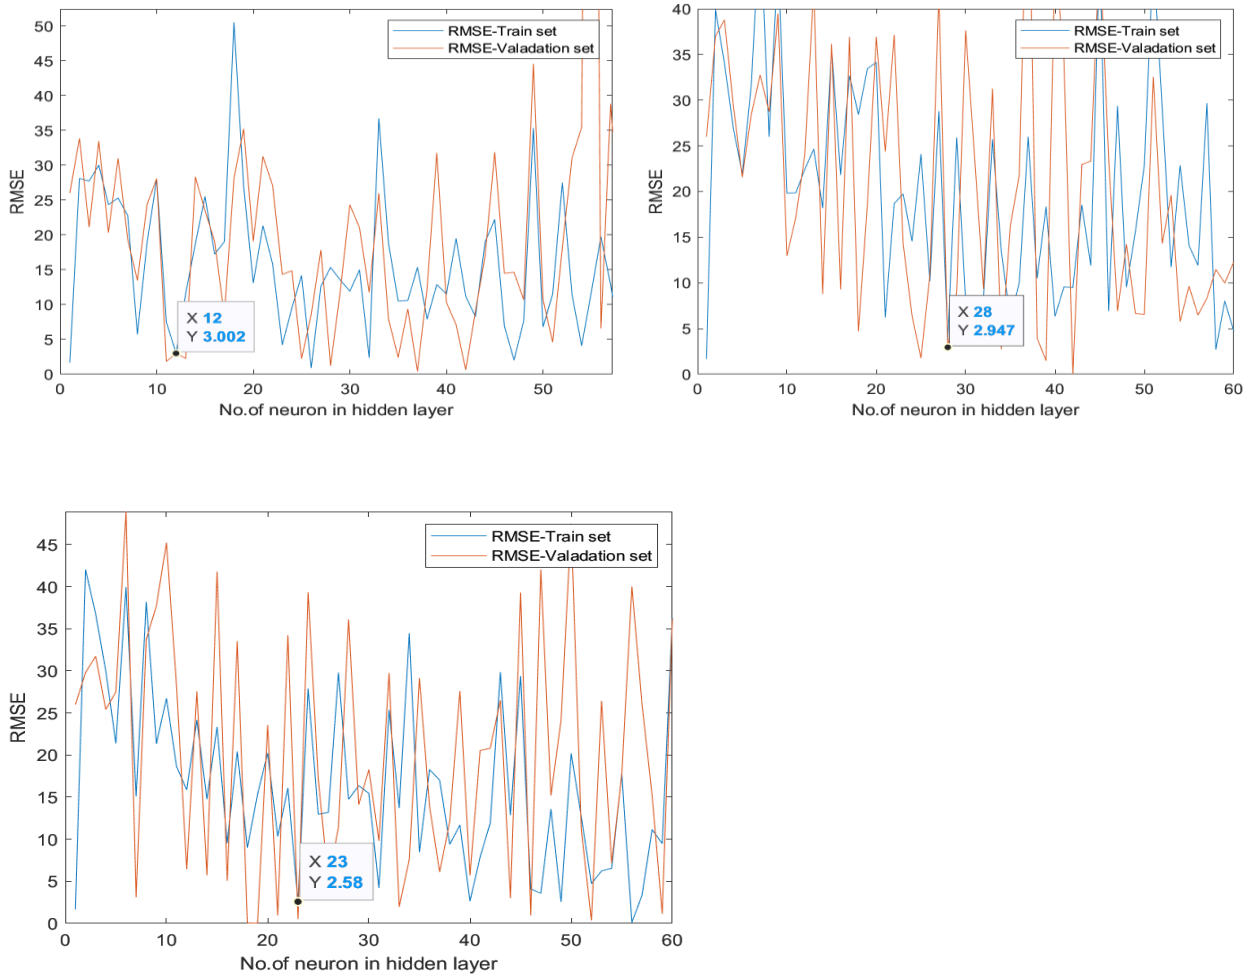 50
45
40
35
30
25
20
15
10
5
0
RMSE
RMSE-Train set
RMSE-Valadation set
X 12
Y 3.002
0 10 20 30 40 50
No.of neuron in hidden layer
40
35
30
25
20
15
10
5
0
RMSE
RMSE-Train set
RMSE-Valadation set
X 28
Y 2.947
0 10 20 30 40 50 60
No.of neuron in hidden layer
45
40
35
30
25
20
15
10
5
0
RMSE
RMSE-Train set
RMSE-Valadation set
X 23
Y 2.58
0 10 20 30 40 50 60
No.of neuron in hidden layer